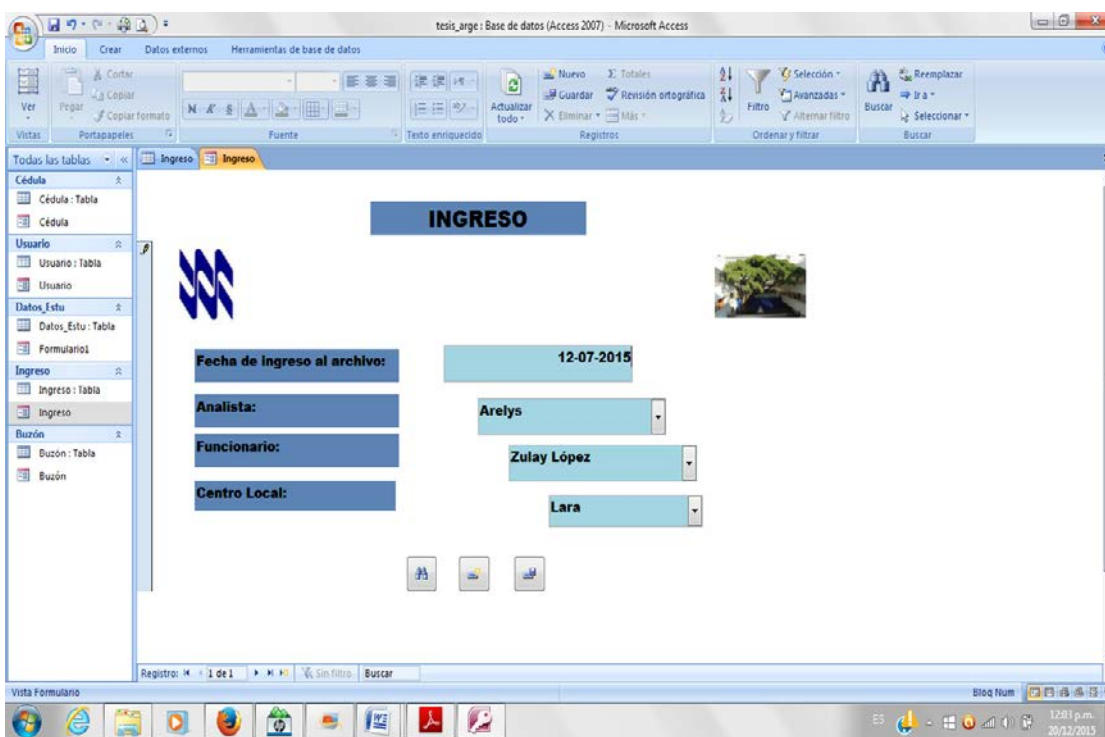 tesis_arge : Base de datos (Access 2007) - Microsoft Access
Inicio Crear Datos externos Herramientas de base de datos
Ver
Pegar
Cortar
Copiar
Copiar formato
N K S A
Actualizar todo
Nuevo
Guardar
Eliminar
Totales
Revisión ortográfica
Más
Filtro
Selección
Avanzadas
Alternar filtro
Buscar
Reemplazar
Ir a
Seleccionar
Vistas Portapapeles Fuente Texto enriquecido Registros Ordenar y filtrar Buscar
Todas las tablas
Ingreso Ingreso
Cédula
Cédula : Tabla
Cédula
Usuario
Usuario : Tabla
Usuario
Datos_Estu
Datos_Estu : Tabla
Formulario1
Ingreso
Ingreso : Tabla
Ingreso
Buzón
Buzón : Tabla
Buzón
INGRESO
Fecha de ingreso al archivo: 12-07-2015
Analista: Arelys
Funcionario: Zulay López
Centro Local: Lara
Registro: 1 de 1 Sin filtro Buscar
Vista Formulario Bloq Num
ES 12:03 p.m.
20/12/2015